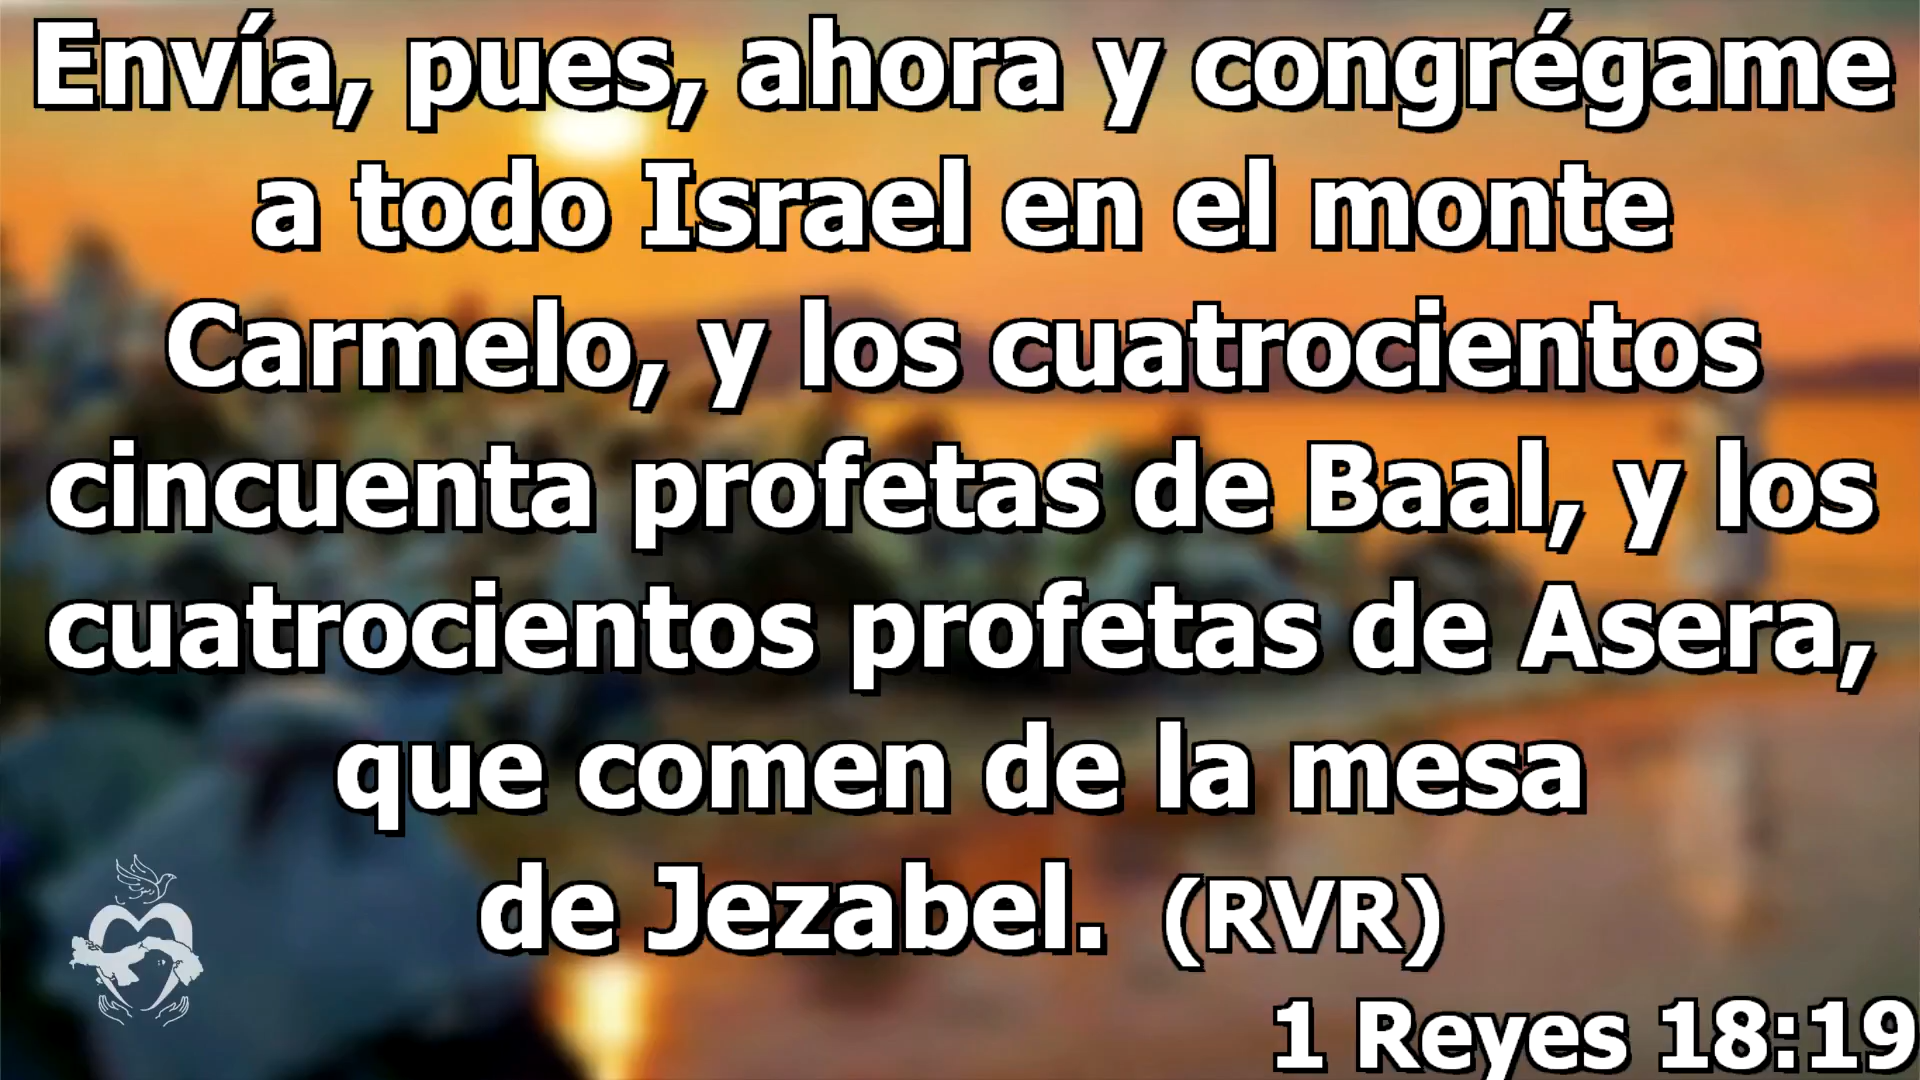 Envía, pues, ahora y congrégame
a todo Israel en el monte
Carmelo, y los cuatrocientos
cincuenta profetas de Baal, y los
cuatrocientos profetas de Asera,
que comen de la mesa
de Jezabel. (RVR)
1 Reyes 18:19